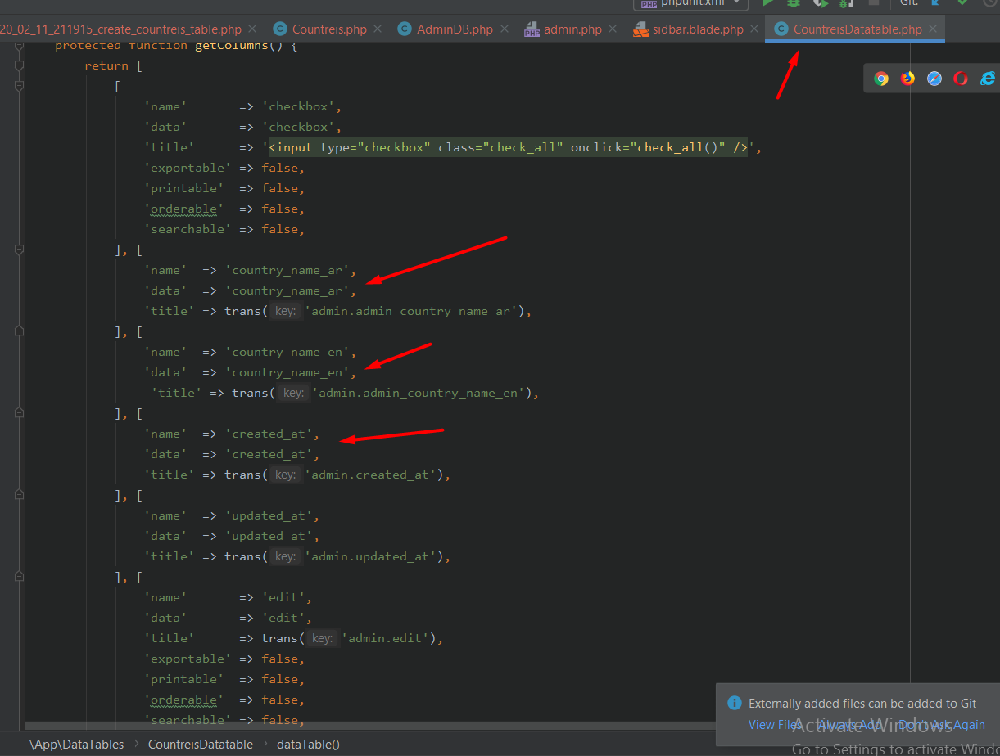 phpunit.xml
Git:
20_02_11_211915_create_countreis_table.php
Countreis.php
AdminDB.php
admin.php
sidbar.blade.php
CountreisDatatable.php
protected function getColumns() {
return [
[
'name' => 'checkbox',
'data' => 'checkbox',
'title' => '<input type="checkbox" class="check_all" onclick="check_all()" />',
'exportable' => false,
'printable' => false,
'orderable' => false,
'searchable' => false,
], [
'name' => 'country_name_ar',
'data' => 'country_name_ar',
'title' => trans( key: 'admin.admin_country_name_ar'),
], [
'name' => 'country_name_en',
'data' => 'country_name_en',
'title' => trans( key: 'admin.admin_country_name_en'),
], [
'name' => 'created_at',
'data' => 'created_at',
'title' => trans( key: 'admin.created_at'),
], [
'name' => 'updated_at',
'data' => 'updated_at',
'title' => trans( key: 'admin.updated_at'),
], [
'name' => 'edit',
'data' => 'edit',
'title' => trans( key: 'admin.edit'),
'exportable' => false,
'printable' => false,
'orderable' => false,
'searchable' => false,
Externally added files can be added to Git
View Files Always Add Don't Ask Again
Activate Windows
Go to Settings to activate Windo
\App\DataTables
CountreisDatatable
dataTable()